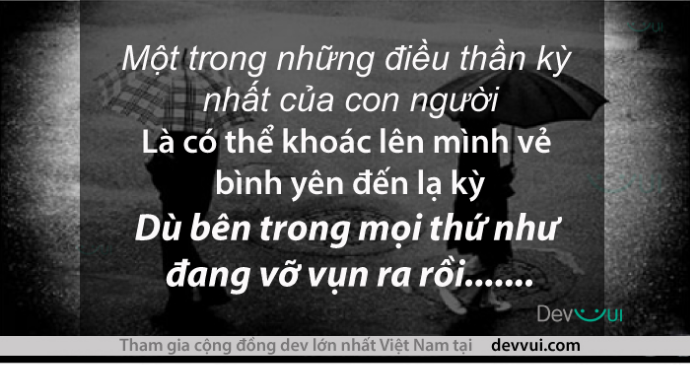 Một trong những điều thần kỳ
nhất của con người
Là có thể khoác lên mình vẻ
bình yên đến lạ kỳ
Dù bên trong mọi thứ như
đang vỡ vụn ra rồi.......
Devvui
Tham gia cộng đồng dev lớn nhất Việt Nam tại devvui.com